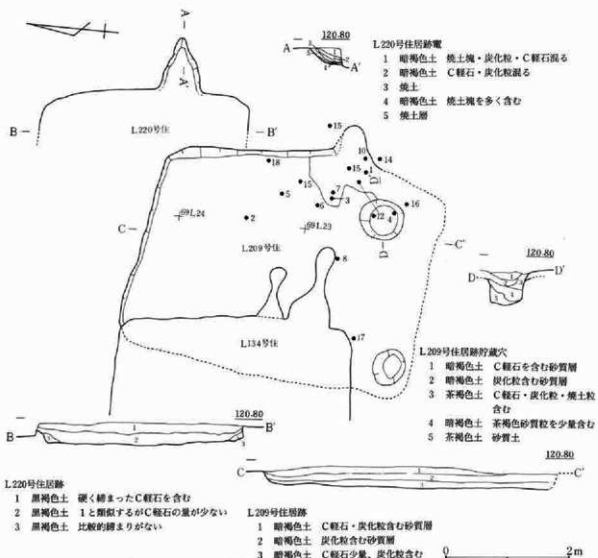 L220号住居跡竈
1 暗褐色土 焼土塊・炭化粒・C軽石混る
2 暗褐色土 C軽石・炭化粒混る
3 焼土
4 暗褐色土 焼土塊を多く含む
5 焼土層
A
A'
120.80
A
A'
L220号住
B
B'
15
10
14
18
15
1
15
5
7
3
6
16
2
12
4
D
D'
69L24
69L23
C
C'
L209号住
8
120.80
D
D'
L134号住
17
L209号住居跡貯蔵穴
1 暗褐色土 C軽石を含む砂質層
2 暗褐色土 炭化粒含む砂質層
3 茶褐色土 C軽石・炭化粒・焼土粒
含む
4 暗褐色土 茶褐色砂質粒を少量含む
5 茶褐色土 砂質土
120.80
B
B'
1
2
3
120.80
C
C'
1
2
3
L220号住居跡
1 黒褐色土 硬く締まったC軽石を含む
2 黒褐色土 1と類似するがC軽石の量が少ない
3 黒褐色土 比較的締まりがない
L209号住居跡
1 暗褐色土 C軽石・炭化粒含む砂質層
2 暗褐色土 炭化粒含む砂質層
3 暗褐色土 C軽石少量、炭化粒含む
0 2m